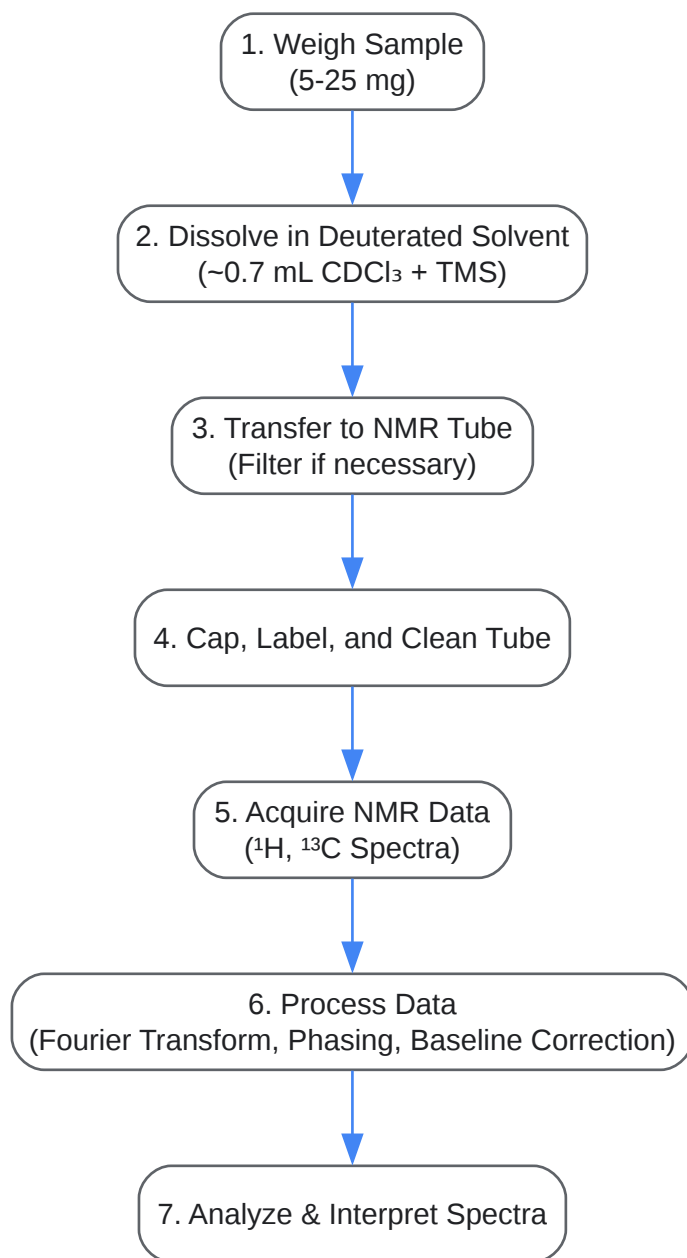 1. Weigh Sample
(5-25 mg)
2. Dissolve in Deuterated Solvent
(~0.7 mL CDCl₃ + TMS)
3. Transfer to NMR Tube
(Filter if necessary)
4. Cap, Label, and Clean Tube
5. Acquire NMR Data
(¹H, ¹³C Spectra)
6. Process Data
(Fourier Transform, Phasing, Baseline Correction)
7. Analyze & Interpret Spectra